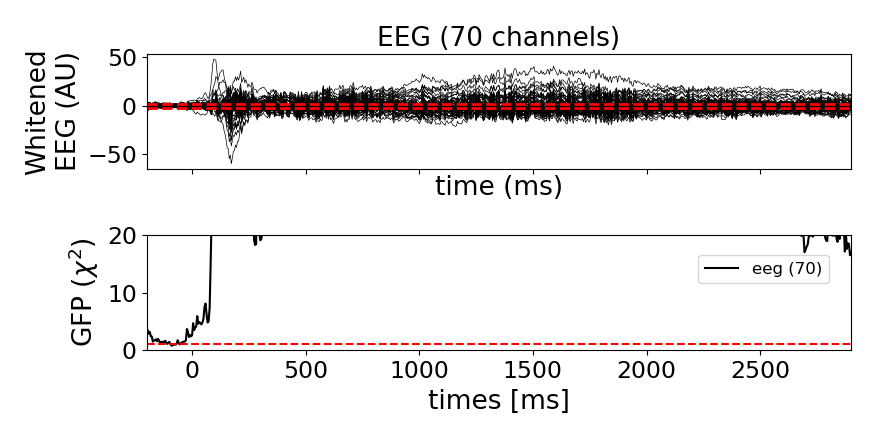 EEG (70 channels)
Whitened
EEG (AU)
50
0
−50
time (ms)
GFP (χ²)
20
10
0
eeg (70)
0 500 1000 1500 2000 2500
times [ms]